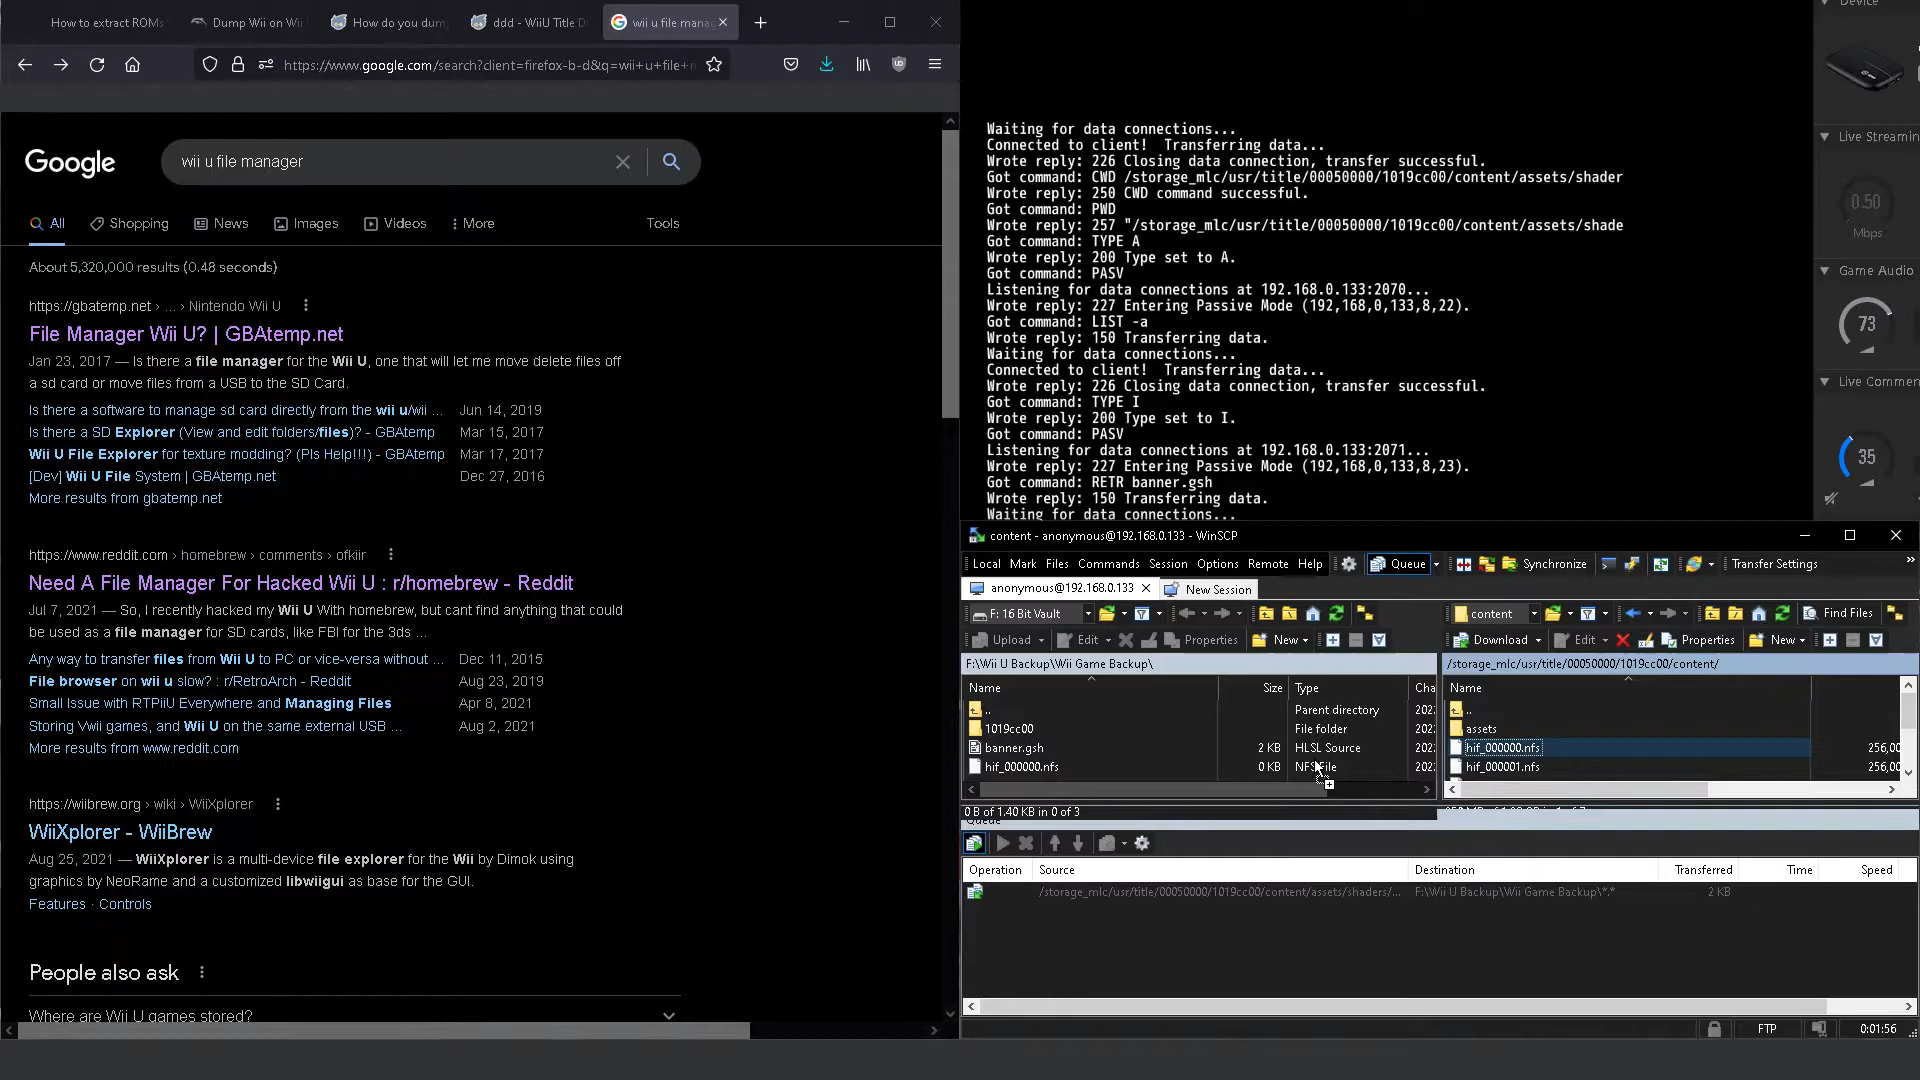 How to extract ROMs
Dump Wii on Wii
How do you dum
ddd - WiiU Title D
wii u file mana
https://www.google.com/search?client=firefox-b-d&q=wii+u+file+
Google
wii u file manager
All
Shopping
News
Images
Videos
More
Tools
About 5,320,000 results (0.48 seconds)
https://gbatemp.net › ... › Nintendo Wii U
File Manager Wii U? | GBAtemp.net
Jan 23, 2017 — Is there a file manager for the Wii U, one that will let me move delete files off
a sd card or move files from a USB to the SD Card.
Is there a software to manage sd card directly from the wii u/wii ... Jun 14, 2019
Is there a SD Explorer (View and edit folders/files)? - GBAtemp Mar 15, 2017
Wii U File Explorer for texture modding? (Pls Help!!!) - GBAtemp Mar 17, 2017
[Dev] Wii U File System | GBAtemp.net Dec 27, 2016
More results from gbatemp.net
https://www.reddit.com › homebrew › comments › ofkiir
Need A File Manager For Hacked Wii U : r/homebrew - Reddit
Jul 7, 2021 — So, I recently hacked my Wii U With homebrew, but cant find anything that could
be used as a file manager for SD cards, like FBI for the 3ds ...
Any way to transfer files from Wii U to PC or vice-versa without ... Dec 11, 2015
File browser on wii u slow? : r/RetroArch - Reddit Aug 23, 2019
Small Issue with RTPiiU Everywhere and Managing Files Apr 8, 2021
Storing Vwii games, and Wii U on the same external USB ... Aug 2, 2021
More results from www.reddit.com
https://wiibrew.org › wiki › WiiXplorer
WiiXplorer - WiiBrew
Aug 25, 2021 — WiiXplorer is a multi-device file explorer for the Wii by Dimok using
graphics by NeoRame and a customized libwiigui as base for the GUI.
Features · Controls
People also ask
Where are Wii U games stored?
Waiting for data connections...
Connected to client!  Transferring data...
Wrote reply: 226 Closing data connection, transfer successful.
Got command: CWD /storage_mlc/usr/title/00050000/1019cc00/content/assets/shader
Wrote reply: 250 CWD command successful.
Got command: PWD
Wrote reply: 257 "/storage_mlc/usr/title/00050000/1019cc00/content/assets/shade
Got command: TYPE A
Wrote reply: 200 Type set to A.
Got command: PASV
Listening for data connections at 192.168.0.133:2070...
Wrote reply: 227 Entering Passive Mode (192,168,0,133,8,22).
Got command: LIST -a
Wrote reply: 150 Transferring data.
Waiting for data connections...
Connected to client!  Transferring data...
Wrote reply: 226 Closing data connection, transfer successful.
Got command: TYPE I
Wrote reply: 200 Type set to I.
Got command: PASV
Listening for data connections at 192.168.0.133:2071...
Wrote reply: 227 Entering Passive Mode (192,168,0,133,8,23).
Got command: RETR banner.gsh
Wrote reply: 150 Transferring data.
Waiting for data connections...
Device
Live Streamin
0.50
Mbps
Game Audio
73
Live Commen
35
content - anonymous@192.168.0.133 - WinSCP
Local Mark Files Commands Session Options Remote Help Queue Synchronize Transfer Settings
anonymous@192.168.0.133 New Session
F: 16 Bit Vault
content
Find Files
Upload Edit Properties New
Download Edit Properties New
F:\Wii U Backup\Wii Game Backup\
/storage_mlc/usr/title/00050000/1019cc00/content/
Name Size Type Cha
Name
.. Parent directory 202
..
1019cc00 File folder 202
assets
banner.gsh 2 KB HLSL Source 202
hif_000000.nfs 256,00
hif_000000.nfs 0 KB NFS File 202
hif_000001.nfs 256,00
0 B of 1.40 KB in 0 of 3
Operation Source Destination Transferred Time Speed
/storage_mlc/usr/title/00050000/1019cc00/content/assets/shaders/... F:\Wii U Backup\Wii Game Backup\*.* 2 KB
FTP
0:01:56